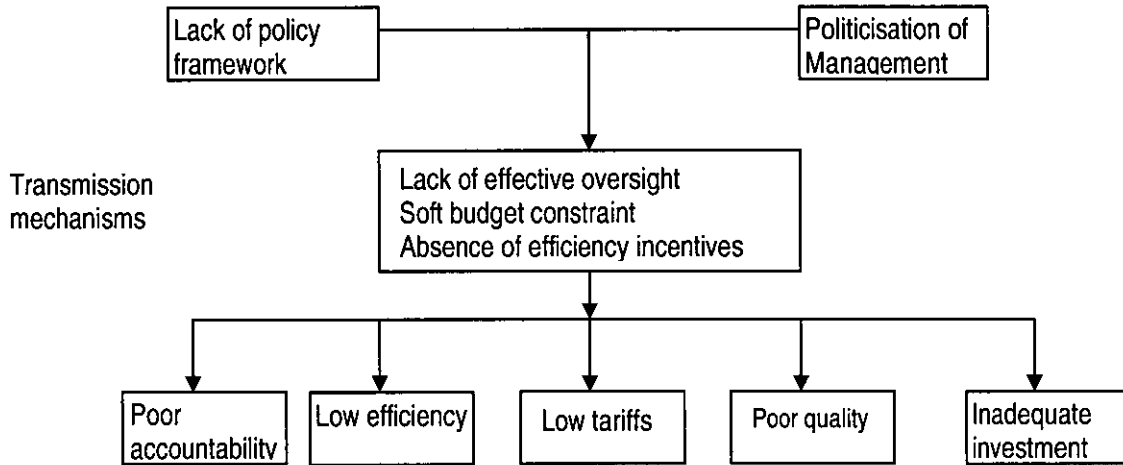 Lack of policy
framework
Politicisation of
Management
Transmission
mechanisms
Lack of effective oversight
Soft budget constraint
Absence of efficiency incentives
Poor
accountability
Low efficiency
Low tariffs
Poor quality
Inadequate
investment